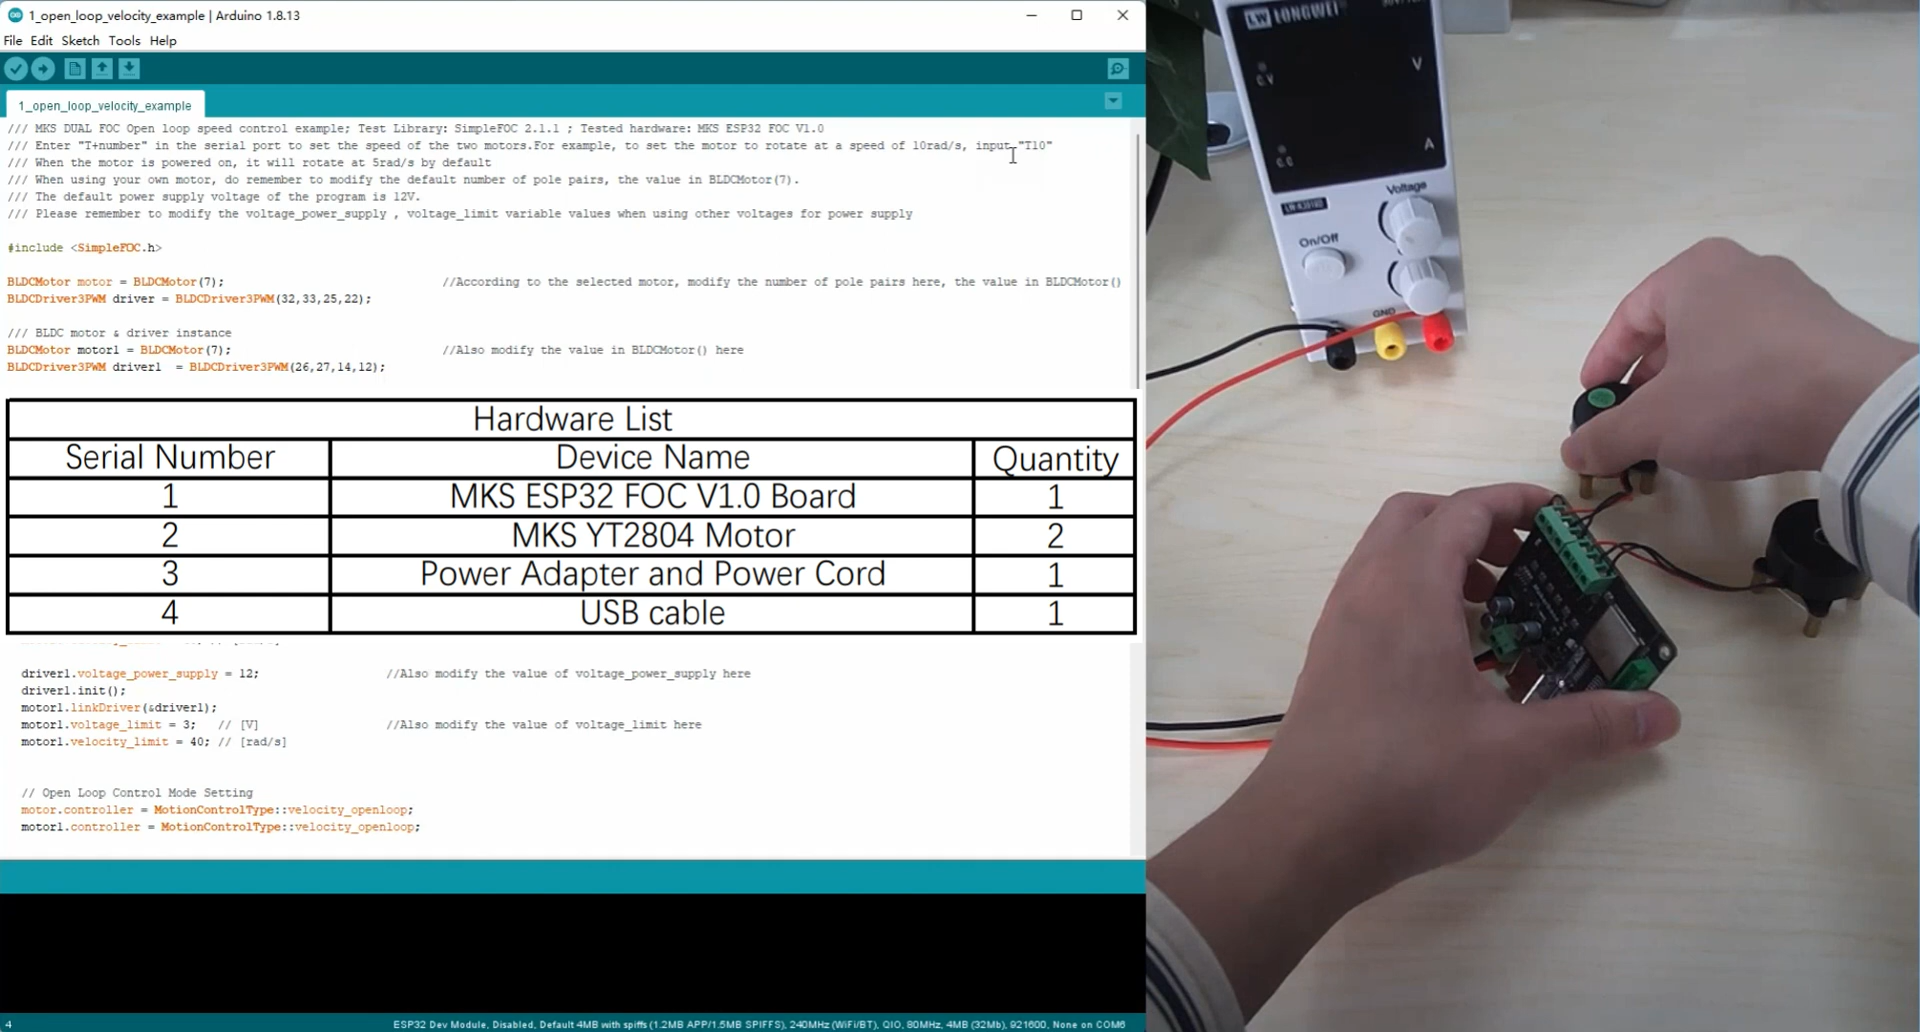 1_open_loop_velocity_example | Arduino 1.8.13
File Edit Sketch Tools Help
1_open_loop_velocity_example
/// MKS DUAL FOC Open loop speed control example; Test Library: SimpleFOC 2.1.1 ; Tested hardware: MKS ESP32 FOC V1.0
/// Enter "T+number" in the serial port to set the speed of the two motors.For example, to set the motor to rotate at a speed of 10rad/s, input "T10"
/// When the motor is powered on, it will rotate at 5rad/s by default
/// When using your own motor, do remember to modify the default number of pole pairs, the value in BLDCMotor(7).
/// The default power supply voltage of the program is 12V.
/// Please remember to modify the voltage_power_supply , voltage_limit variable values when using other voltages for power supply
#include <SimpleFOC.h>
BLDCMotor motor = BLDCMotor(7); //According to the selected motor, modify the number of pole pairs here, the value in BLDCMotor()
BLDCDriver3PWM driver = BLDCDriver3PWM(32,33,25,22);
/// BLDC motor & driver instance
BLDCMotor motor1 = BLDCMotor(7); //Also modify the value in BLDCMotor() here
BLDCDriver3PWM driver1 = BLDCDriver3PWM(26,27,14,12);
Hardware List
Serial Number Device Name Quantity
1 MKS ESP32 FOC V1.0 Board 1
2 MKS YT2804 Motor 2
3 Power Adapter and Power Cord 1
4 USB cable 1
driver1.voltage_power_supply = 12; //Also modify the value of voltage_power_supply here
driver1.init();
motor1.linkDriver(&driver1);
motor1.voltage_limit = 3; // [V] //Also modify the value of voltage_limit here
motor1.velocity_limit = 40; // [rad/s]
// Open Loop Control Mode Setting
motor.controller = MotionControlType::velocity_openloop;
motor1.controller = MotionControlType::velocity_openloop;
4 ESP32 Dev Module, Disabled, Default 4MB with spiffs (1.2MB APP/1.5MB SPIFFS), 240MHz (WiFi/BT), QIO, 80MHz, 4MB (32Mb), 921600, None on COM6
LW LONGWEI
V
C.V
A
C.C
Voltage
On/Off
GND